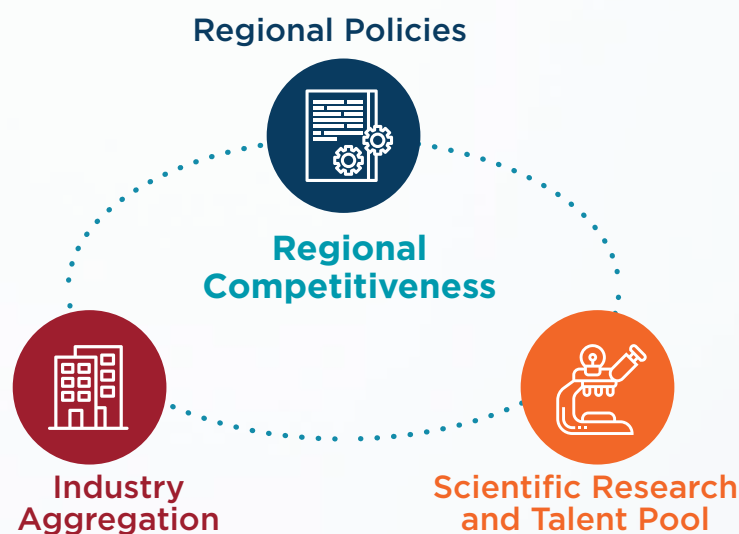 Regional Policies
Regional
Competitiveness
Industry
Aggregation
Scientific Research
and Talent Pool